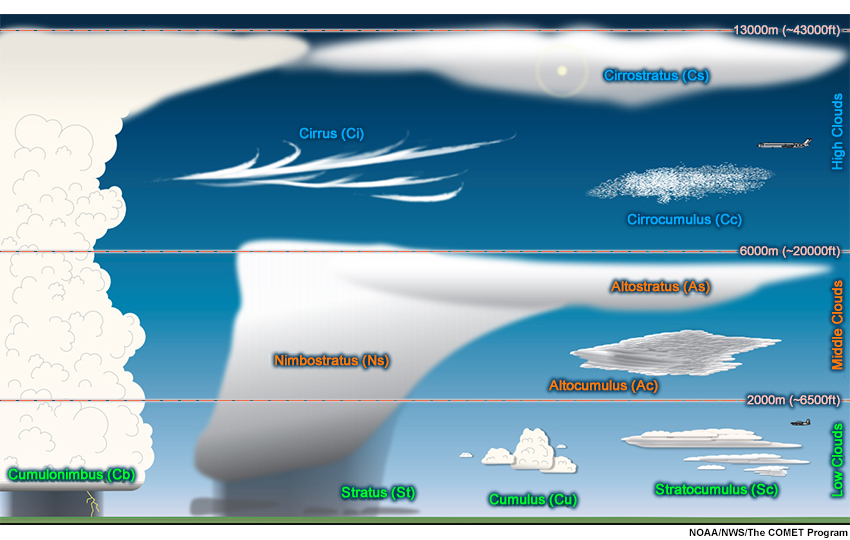 13000m (~43000ft)
Cirrostratus (Cs)
High Clouds
Cirrus (Ci)
Cirrocumulus (Cc)
6000m (~20000ft)
Altostratus (As)
Middle Clouds
Nimbostratus (Ns)
Altocumulus (Ac)
2000m (~6500ft)
Low Clouds
Cumulonimbus (Cb)
Stratus (St)
Cumulus (Cu)
Stratocumulus (Sc)
NOAA/NWS/The COMET Program